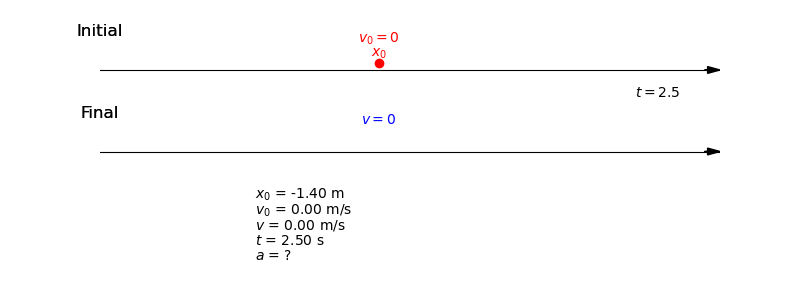 Initial
v₀ = 0
x₀
t = 2.5
Final
v = 0
x₀ = -1.40 m
v₀ = 0.00 m/s
v = 0.00 m/s
t = 2.50 s
a = ?